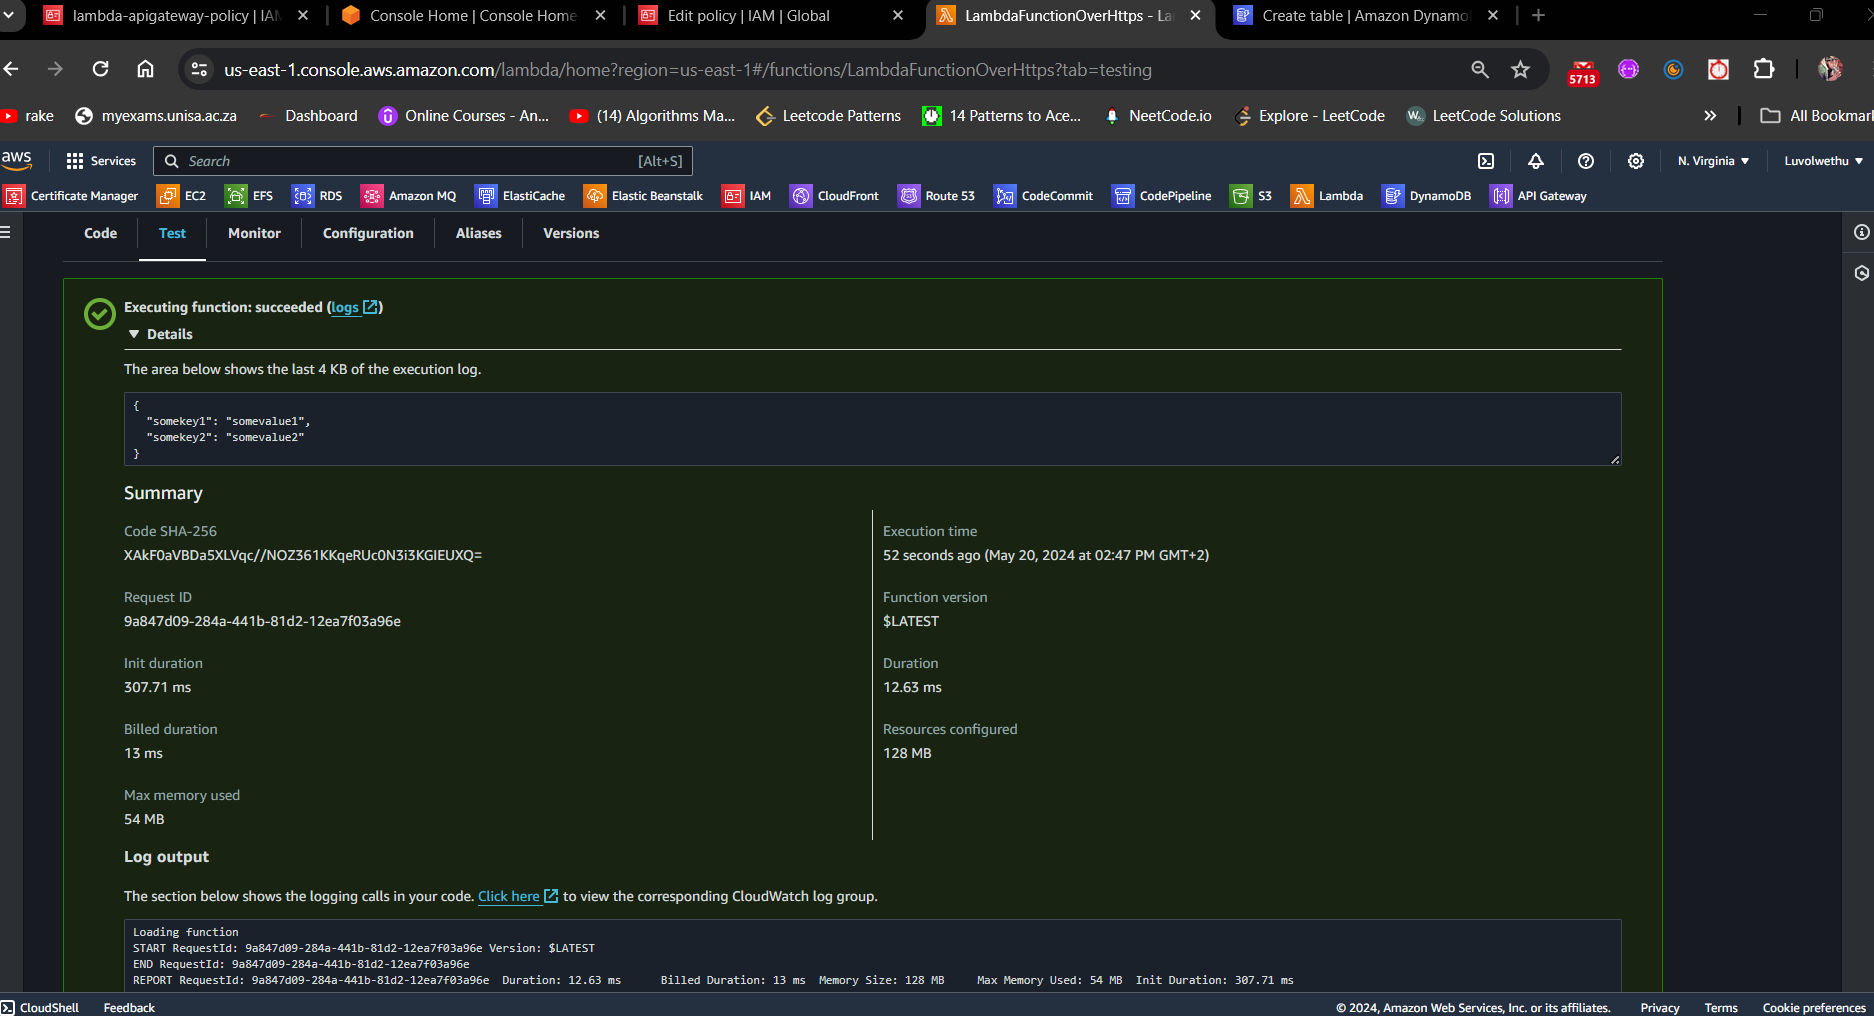 lambda-apigateway-policy | IAM
Console Home | Console Home
Edit policy | IAM | Global
LambdaFunctionOverHttps - La
Create table | Amazon Dynamo
us-east-1.console.aws.amazon.com/lambda/home?region=us-east-1#/functions/LambdaFunctionOverHttps?tab=testing
5713
rake
myexams.unisa.ac.za
Dashboard
Online Courses - An...
(14) Algorithms Ma...
Leetcode Patterns
14 Patterns to Ace...
NeetCode.io
Explore - LeetCode
LeetCode Solutions
All Bookmar
aws
Services
Search
[Alt+S]
N. Virginia
Luvolwethu
Certificate Manager
EC2
EFS
RDS
Amazon MQ
ElastiCache
Elastic Beanstalk
IAM
CloudFront
Route 53
CodeCommit
CodePipeline
S3
Lambda
DynamoDB
API Gateway
Code
Test
Monitor
Configuration
Aliases
Versions
Executing function: succeeded (logs)
Details
The area below shows the last 4 KB of the execution log.
{
"somekey1": "somevalue1",
"somekey2": "somevalue2"
}
Summary
Code SHA-256
XAkF0aVBDa5XLVqc//NOZ361KKqeRUc0N3i3KGIEUXQ=
Execution time
52 seconds ago (May 20, 2024 at 02:47 PM GMT+2)
Request ID
9a847d09-284a-441b-81d2-12ea7f03a96e
Function version
$LATEST
Init duration
307.71 ms
Duration
12.63 ms
Billed duration
13 ms
Resources configured
128 MB
Max memory used
54 MB
Log output
The section below shows the logging calls in your code. Click here to view the corresponding CloudWatch log group.
Loading function
START RequestId: 9a847d09-284a-441b-81d2-12ea7f03a96e Version: $LATEST
END RequestId: 9a847d09-284a-441b-81d2-12ea7f03a96e
REPORT RequestId: 9a847d09-284a-441b-81d2-12ea7f03a96e Duration: 12.63 ms Billed Duration: 13 ms Memory Size: 128 MB Max Memory Used: 54 MB Init Duration: 307.71 ms
CloudShell
Feedback
© 2024, Amazon Web Services, Inc. or its affiliates.
Privacy
Terms
Cookie preferences